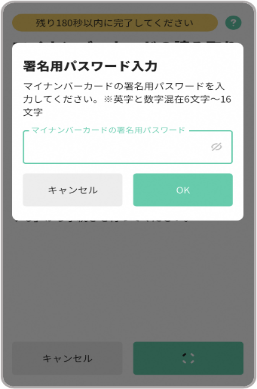 残り180秒以内に完了してください
?
署名用パスワード入力
マイナンバーカードの署名用パスワードを入
力してください。※英字と数字混在6文字～16
文字
マイナンバーカードの署名用パスワード
キャンセル
OK
キャンセル